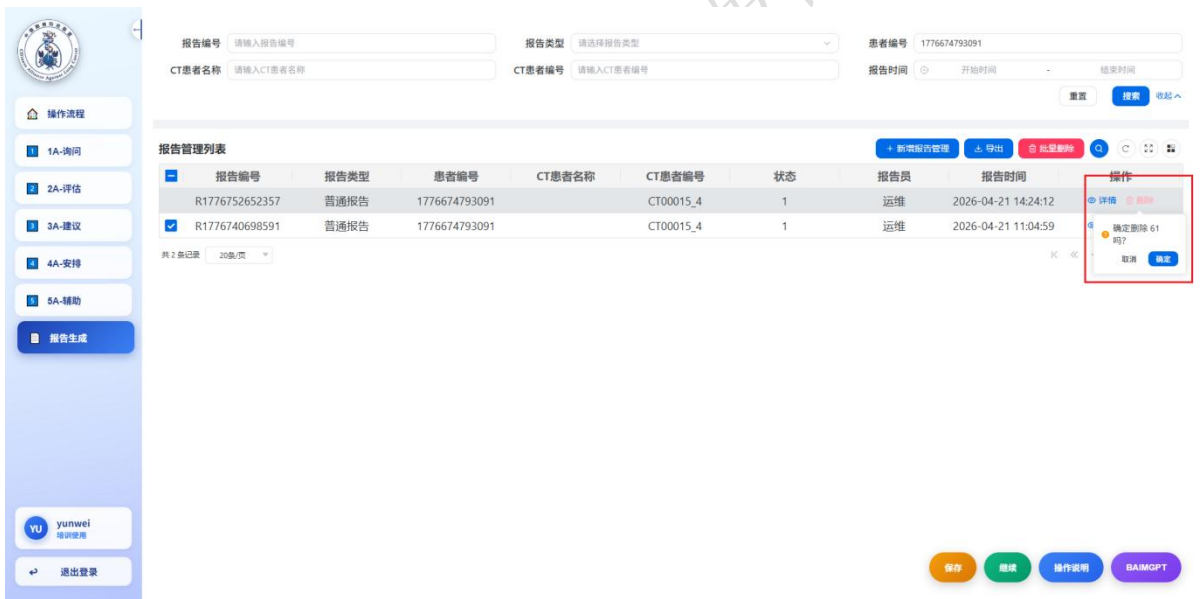 报告编号 请输入报告编号 报告类型 请选择报告类型 患者编号 1776674793091
CT患者名称 请输入CT患者名称 CT患者编号 请输入CT患者编号 报告时间 开始时间 - 结束时间
重置 搜索 收起
操作流程
1 1A-询问
2 2A-评估
3 3A-建议
4 4A-安排
5 5A-辅助
报告生成
报告管理列表 + 新增报告管理 导出 批量删除
报告编号 报告类型 患者编号 CT患者名称 CT患者编号 状态 报告员 报告时间 操作
R1776752652357 普通报告 1776674793091 CT00015_4 1 运维 2026-04-21 14:24:12 详情 删除
R1776740698591 普通报告 1776674793091 CT00015_4 1 运维 2026-04-21 11:04:59
确定删除 61
吗?
取消 确定
共 2 条记录 20条/页
YU yunwei
培训使用
退出登录
保存 继续 操作说明 BAIMGPT